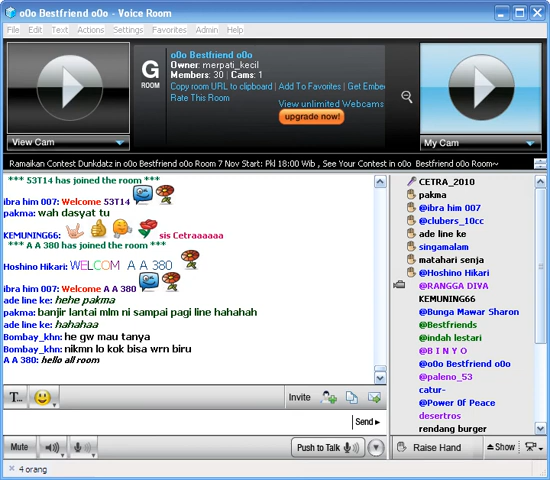 o0o Bestfriend o0o - Voice Room
File Edit Text Actions Settings Favorites Admin Help
G
ROOM
o0o Bestfriend o0o
Owner: merpati_kecil
Members: 30 | Cams: 1
Copy room URL to clipboard | Add To Favorites | Get Embe
Rate This Room
View unlimited Webcams
upgrade now!
View Cam
My Cam
Ramaikan Contest Dunkdatz in o0o Bestfriend o0o Room 7 Nov Start: Pkl 18:00 Wib , See Your Contest in o0o Bestfriend o0o Room~
*** 53T14 has joined the room ***
ibra him 007: Welcome 53T14
pakma: wah dasyat tu
KEMUNING66: sis Cetraaaaaa
*** A A 380 has joined the room ***
Hoshino Hikari: WELCOM A A 380
ibra him 007: Welcome A A 380
ade line ke: hehe pakma
pakma: banjir lantai mlm ni sampai pagi line hahahah
ade line ke: hahahaa
Bombay_khn: he gw mau tanya
Bombay_khn: nikmn lo kok bisa wrn biru
A A 380: hello all room
CETRA_2010
pakma
@ibra him 007
@clubers_10cc
ade line ke
singamalam
matahari senja
@Hoshino Hikari
@RANGGA DIVA
KEMUNING66
@Bunga Mawar Sharon
@Bestfriends
@indah lestari
@B I N Y O
@o0o Bestfriend o0o
@paleno_53
catur-
@Power 0f Peace
desertros
rendang burger
T...
Invite
Send
Mute
Push to Talk
Raise Hand
Show
4 orang